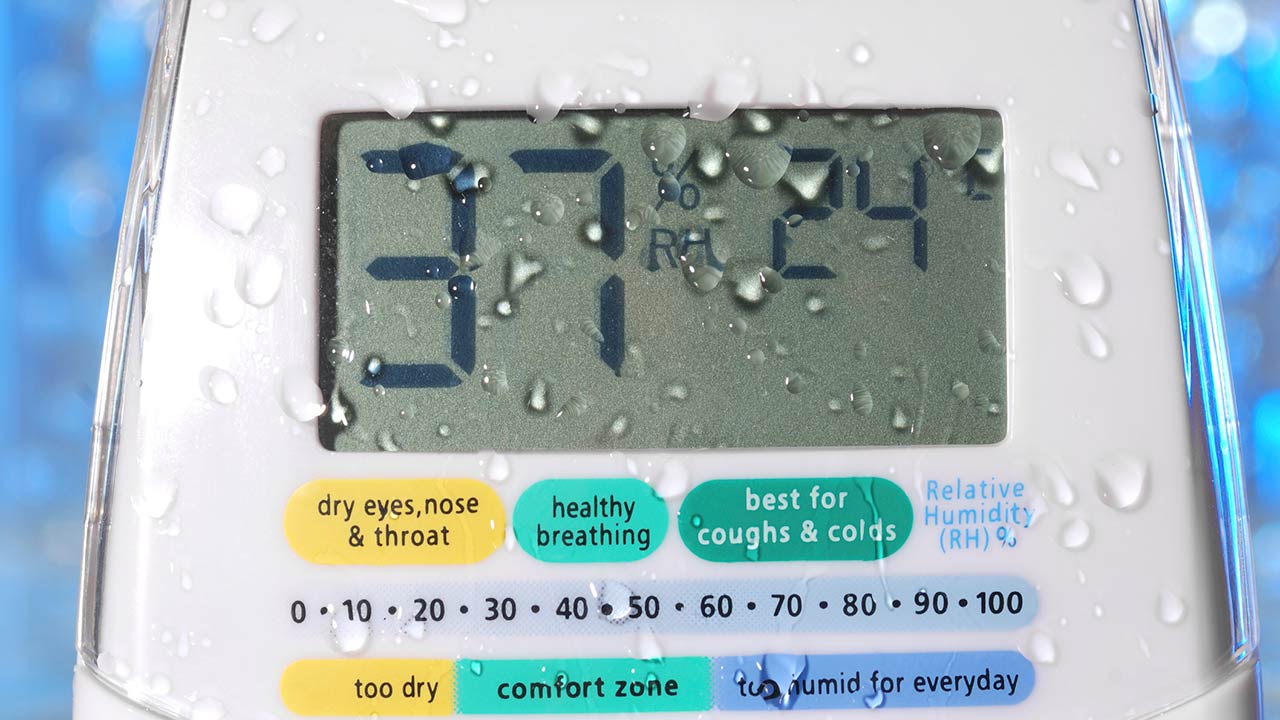 37 % RH 24°
dry eyes,nose
& throat
healthy
breathing
best for
coughs & colds
Relative
Humidity
(RH) %
0 • 10 • 20 • 30 • 40 • 50 • 60 • 70 • 80 • 90 • 100
too dry
comfort zone
too humid for everyday